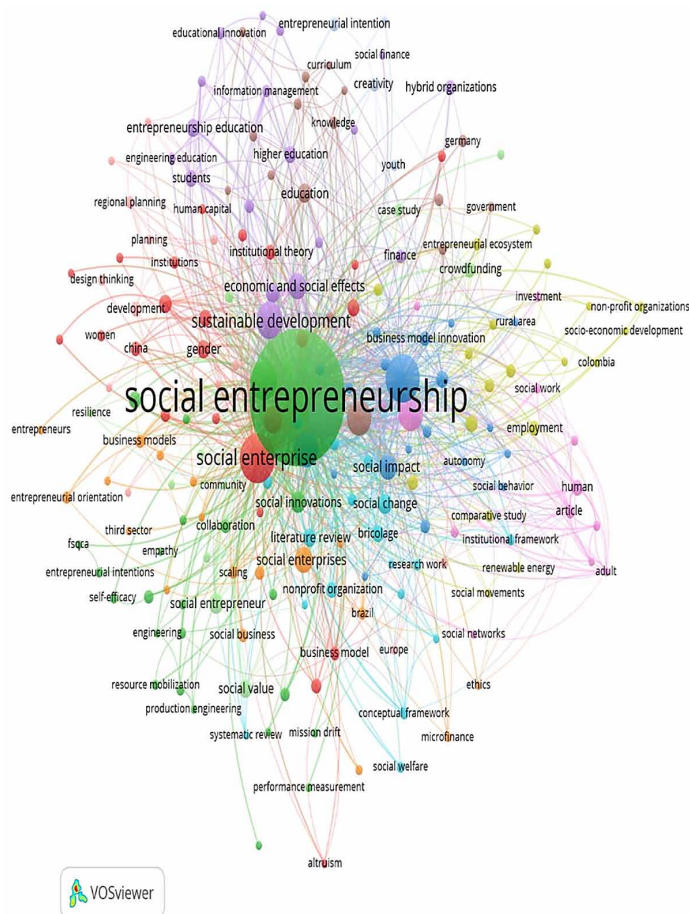 entrepreneurial intention
educational innovation
social finance
curriculum
creativity
information management
hybrid organizations
knowledge
entrepreneurship education
germany
engineering education
higher education
youth
students
education
regional planning
human capital
case study
government
planning
institutional theory
finance
entrepreneurial ecosystem
institutions
crowdfunding
design thinking
economic and social effects
investment
development
non-profit organizations
sustainable development
rural area
socio-economic development
women
business model innovation
china
gender
colombia
social work
social entrepreneurship
resilience
entrepreneurs
employment
business models
social enterprise
social impact
autonomy
community
social behavior
human
entrepreneurial orientation
social innovations
social change
article
third sector
collaboration
comparative study
fsqca
literature review
bricolage
institutional framework
empathy
social enterprises
entrepreneurial intentions
scaling
research work
renewable energy
adult
self-efficacy
nonprofit organization
social movements
social entrepreneur
brazil
engineering
social business
social networks
business model
europe
resource mobilization
social value
ethics
production engineering
conceptual framework
systematic review
mission drift
microfinance
social welfare
performance measurement
altruism
VOSviewer